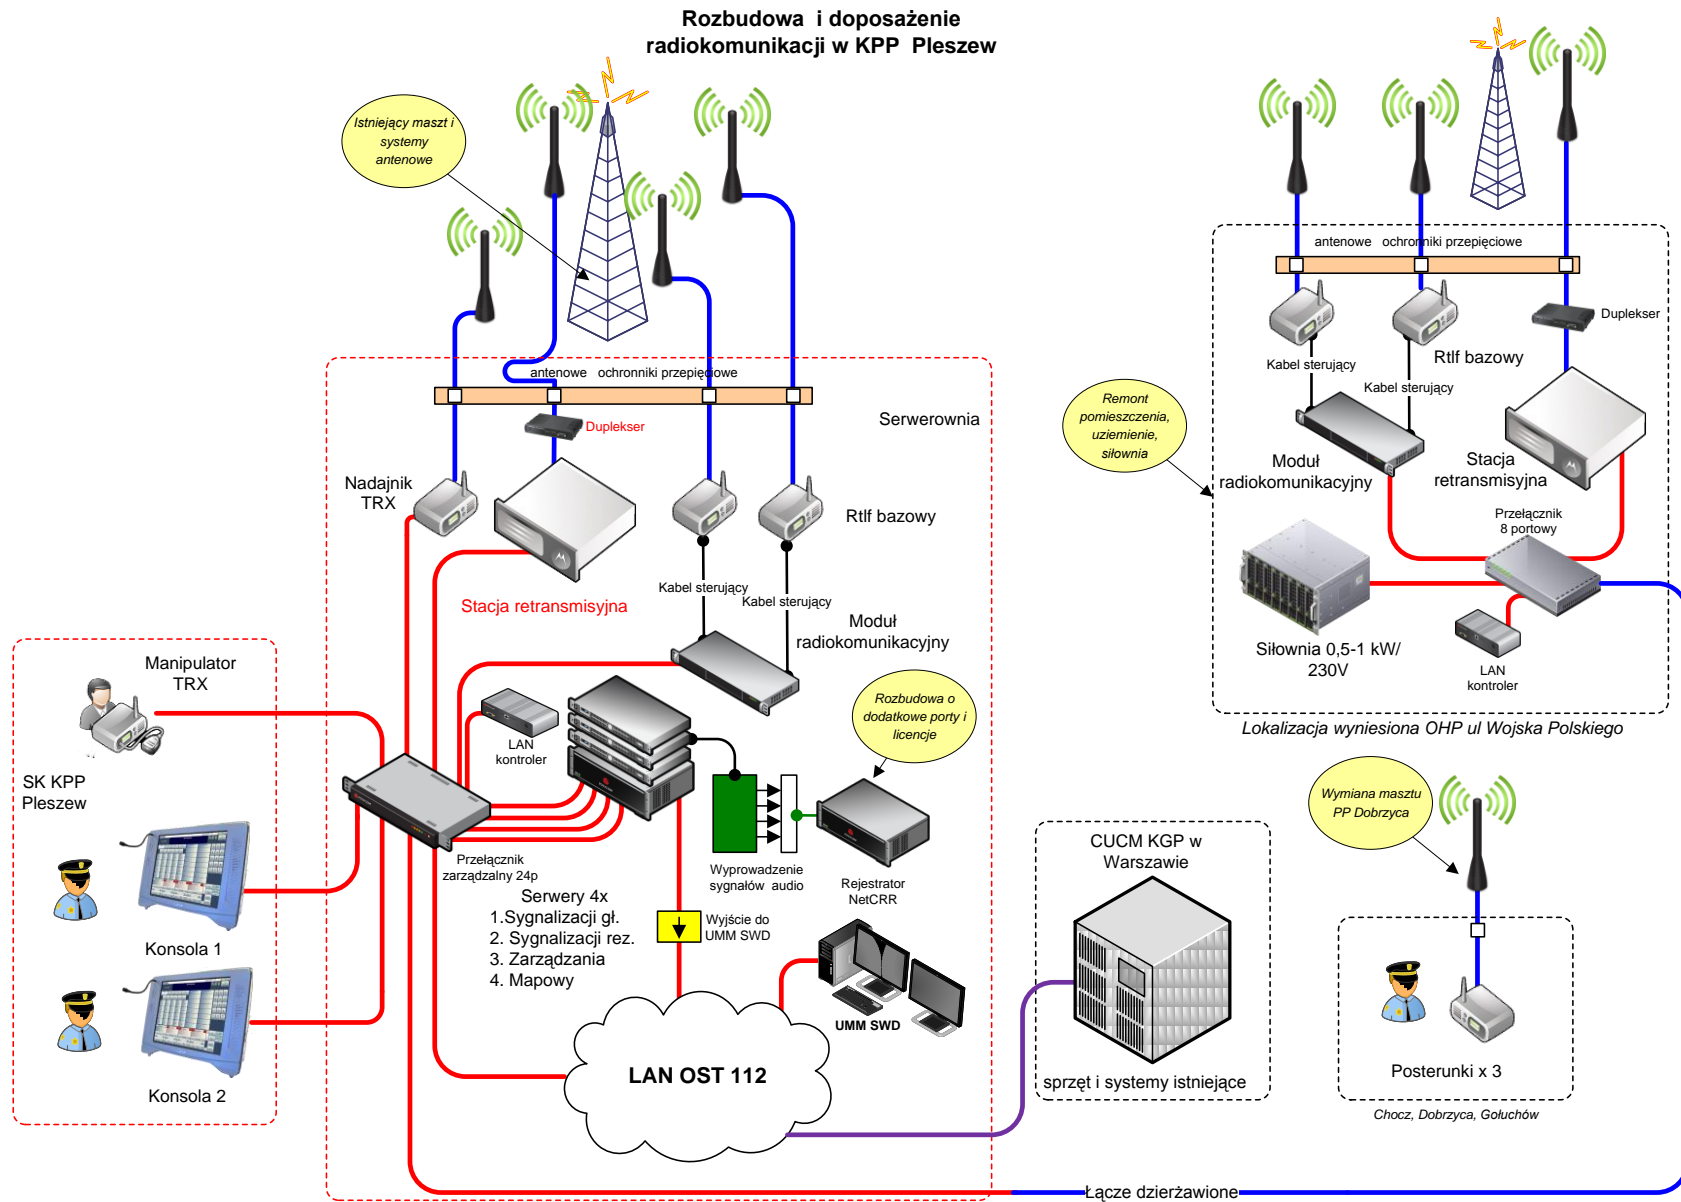 Rozbudowa i doposażenie
radiokomunikacji w KPP Pleszew
Istniejący maszt i
systemy
antenowe
antenowe ochronniki przepięciowe
Duplekser
Serwerownia
Nadajnik
TRX
Rtlf bazowy
Kabel sterujący
Kabel sterujący
Stacja retransmisyjna
Moduł
radiokomunikacyjny
Manipulator
TRX
SK KPP
Pleszew
Konsola 1
Konsola 2
LAN
kontroler
Rozbudowa o
dodatkowe porty i
licencje
Przełącznik
zarządzalny 24p
Serwery 4x
1.Sygnalizacji gł.
2. Sygnalizacji rez.
3. Zarządzania
4. Mapowy
Wyprowadzenie
sygnałów audio
Rejestrator
NetCRR
Wyjście do
UMM SWD
UMM SWD
LAN OST 112
CUCM KGP w
Warszawie
sprzęt i systemy istniejące
antenowe ochronniki przepięciowe
Duplekser
Rtlf bazowy
Kabel sterujący
Kabel sterujący
Remont
pomieszczenia,
uziemienie,
siłownia
Moduł
radiokomunikacyjny
Stacja
retransmisyjna
Przełącznik
8 portowy
Siłownia 0,5-1 kW/
230V
LAN
kontroler
Lokalizacja wyniesiona OHP ul Wojska Polskiego
Wymiana masztu
PP Dobrzyca
Posterunki x 3
Chocz, Dobrzyca, Gołuchów
Łącze dzierżawione